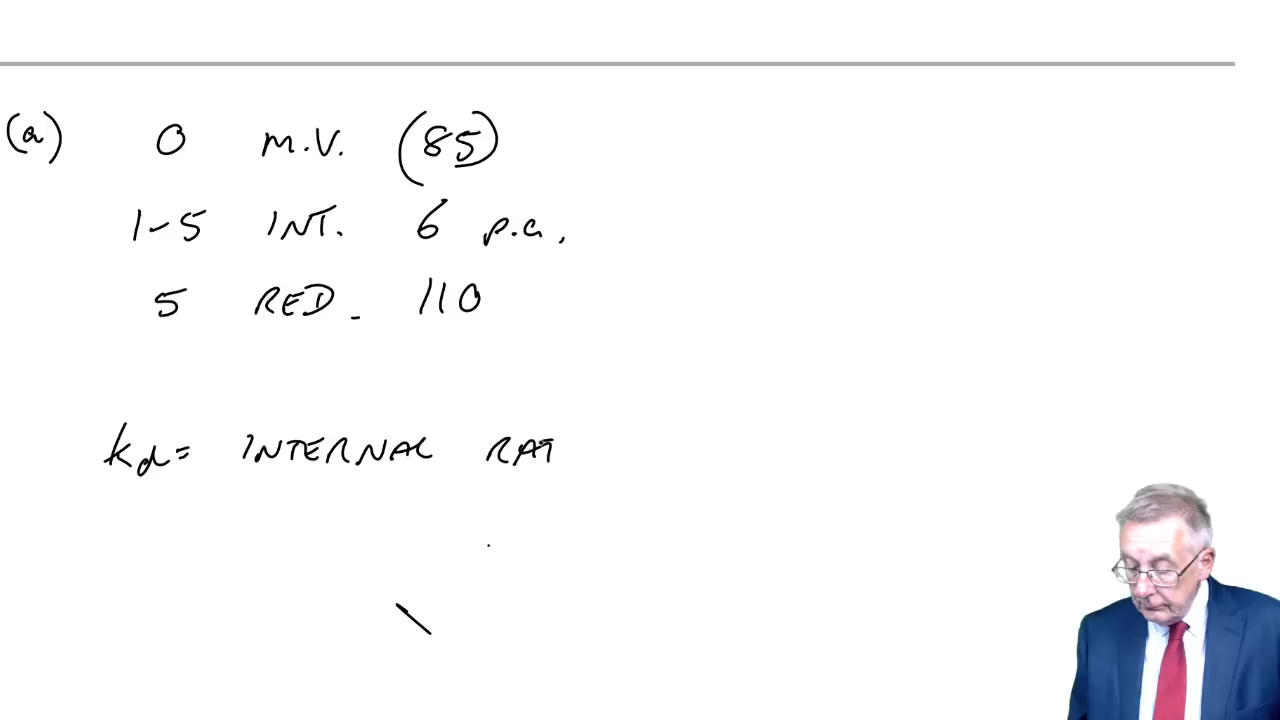 (a) 0 M.V. (85)
1-5 INT. 6 p.a.
5 RED. 110
Kd= INTERNAL RAT